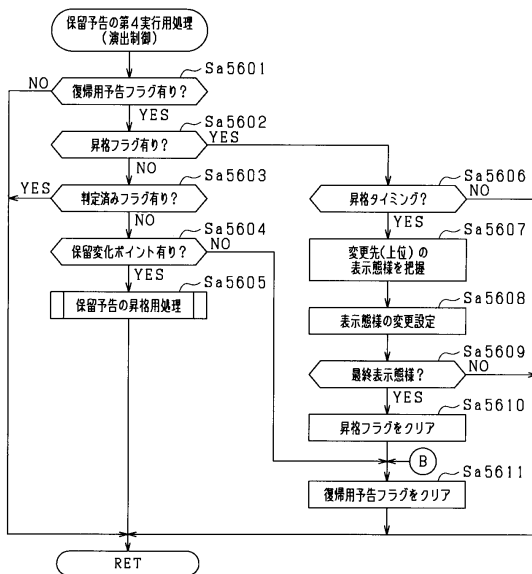 保留予告の第4実行用処理
(演出制御)
Sa5601
NO
復帰用予告フラグ有り?
YES
Sa5602
昇格フラグ有り?
YES
NO
Sa5603
YES
判定済みフラグ有り?
NO
Sa5604
保留変化ポイント有り?
NO
YES
Sa5605
保留予告の昇格用処理
Sa5606
昇格タイミング?
NO
YES
Sa5607
変更先(上位)の
表示態様を把握
Sa5608
表示態様の変更設定
Sa5609
最終表示態様?
NO
YES
Sa5610
昇格フラグをクリア
B
Sa5611
復帰用予告フラグをクリア
RET